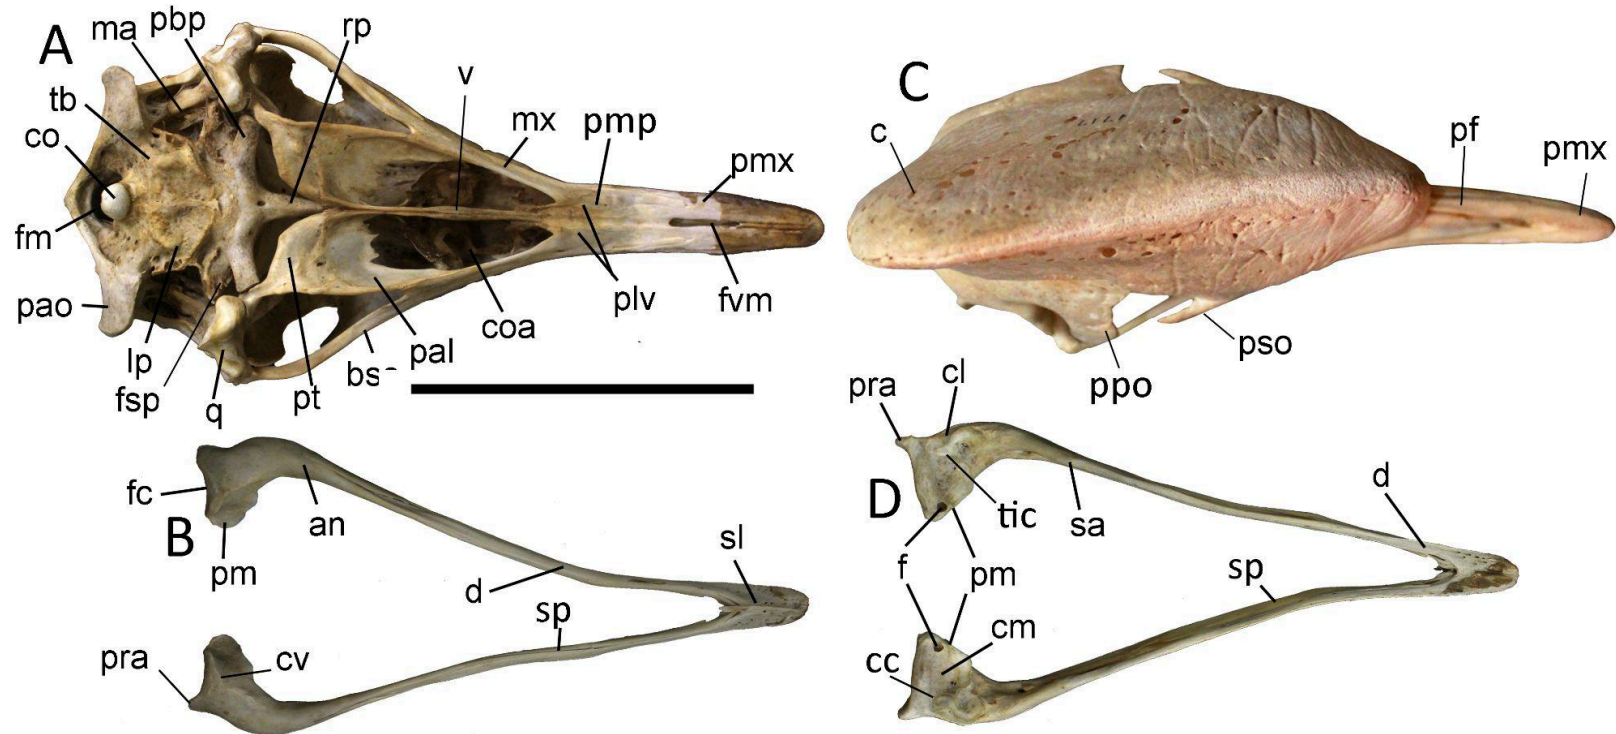 A
ma
pbp
rp
v
tb
co
mx
pmp
pmx
fm
pao
lp
fsp
q
pt
pal
coa
plv
fvm
C
c
pf
pmx
pso
ppo
fc
B
pm
an
d
sl
sp
pra
cv
pra
cl
D
tic
sa
d
f
pm
sp
cm
cc